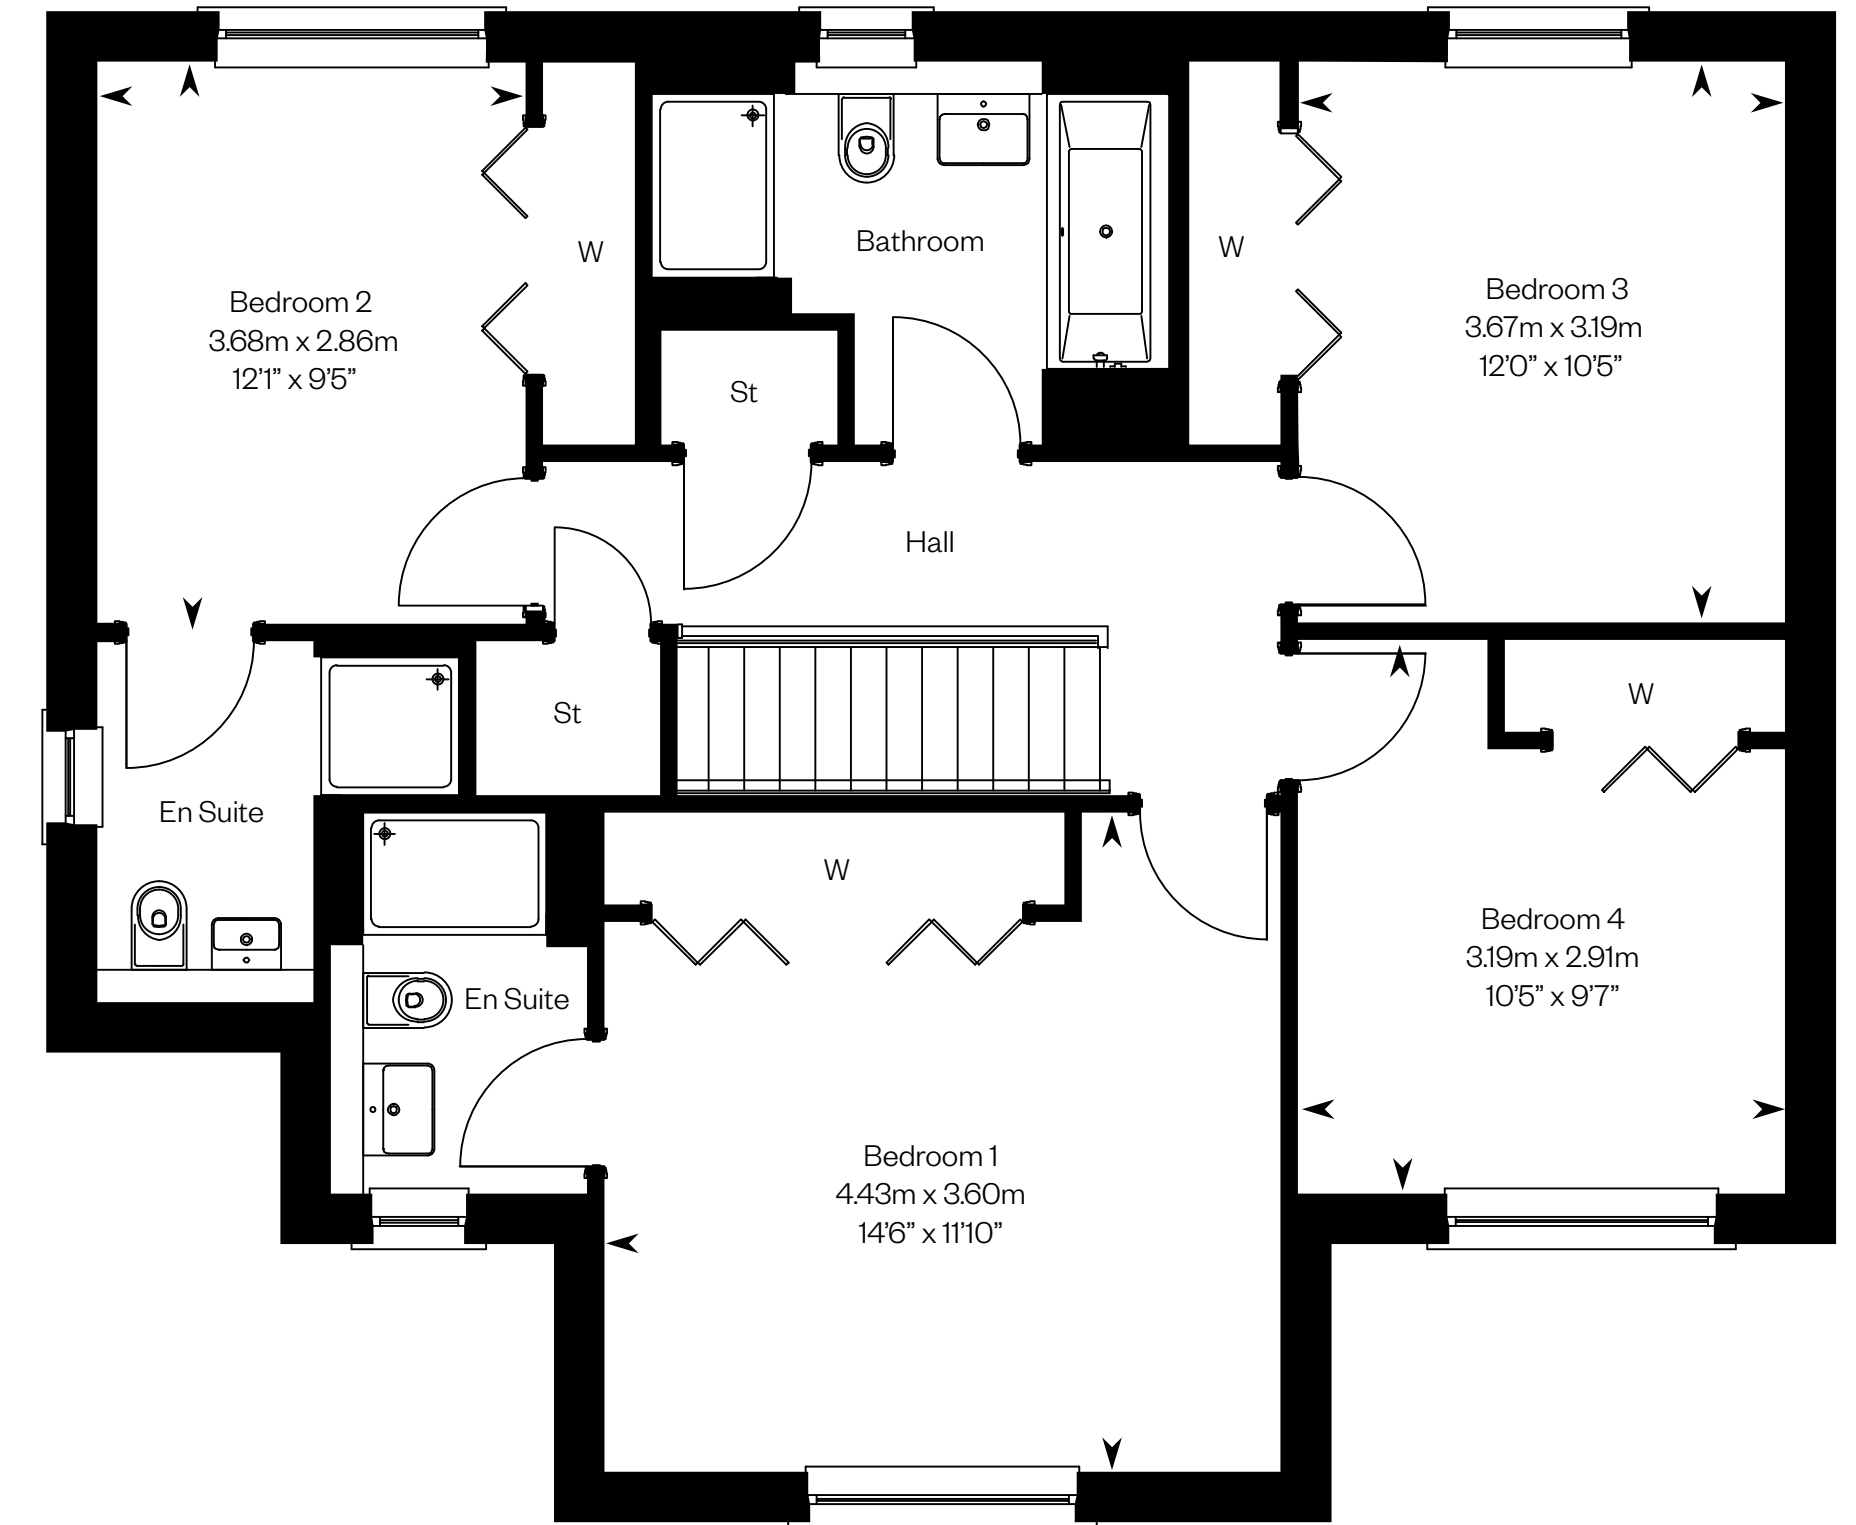 W
Bathroom
W
Bedroom 2
3.68m x 2.86m
12'1” x 9'5”
Bedroom 3
3.67m x 3.19m
12'0” x 10'5”
St
Hall
St
W
En Suite
W
Bedroom 4
3.19m x 2.91m
10'5” x 9'7”
En Suite
Bedroom 1
4.43m x 3.60m
14'6” x 11'10”